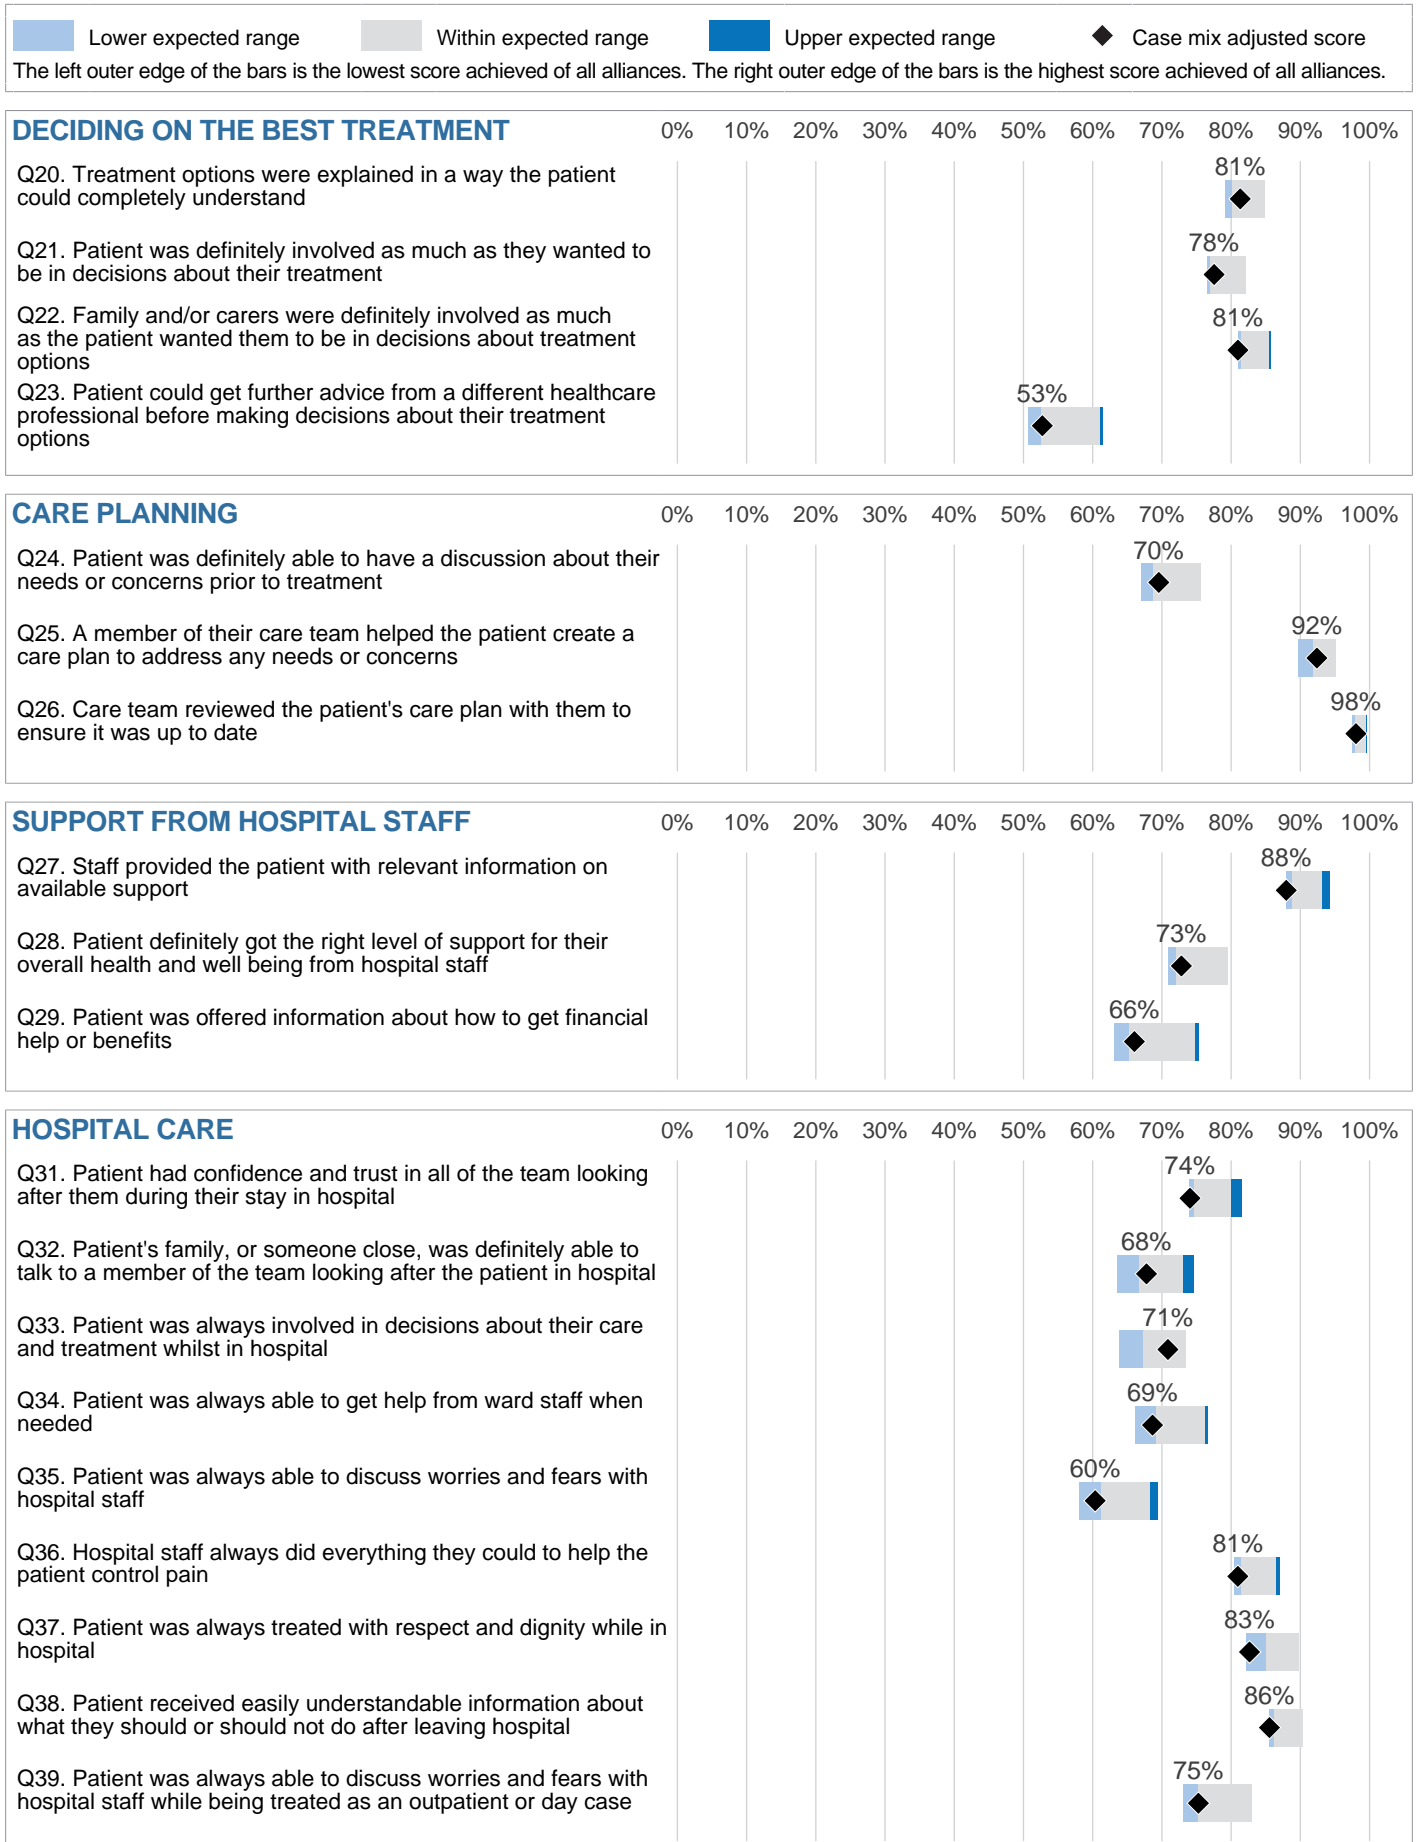 Lower expected range Within expected range Upper expected range Case mix adjusted score
The left outer edge of the bars is the lowest score achieved of all alliances. The right outer edge of the bars is the highest score achieved of all alliances.
DECIDING ON THE BEST TREATMENT 0% 10% 20% 30% 40% 50% 60% 70% 80% 90% 100%
Q20. Treatment options were explained in a way the patient
could completely understand
81%
Q21. Patient was definitely involved as much as they wanted to
be in decisions about their treatment
78%
Q22. Family and/or carers were definitely involved as much
as the patient wanted them to be in decisions about treatment
options
81%
Q23. Patient could get further advice from a different healthcare
professional before making decisions about their treatment
options
53%
CARE PLANNING 0% 10% 20% 30% 40% 50% 60% 70% 80% 90% 100%
Q24. Patient was definitely able to have a discussion about their
needs or concerns prior to treatment
70%
Q25. A member of their care team helped the patient create a
care plan to address any needs or concerns
92%
Q26. Care team reviewed the patient's care plan with them to
ensure it was up to date
98%
SUPPORT FROM HOSPITAL STAFF 0% 10% 20% 30% 40% 50% 60% 70% 80% 90% 100%
Q27. Staff provided the patient with relevant information on
available support
88%
Q28. Patient definitely got the right level of support for their
overall health and well being from hospital staff
73%
Q29. Patient was offered information about how to get financial
help or benefits
66%
HOSPITAL CARE 0% 10% 20% 30% 40% 50% 60% 70% 80% 90% 100%
Q31. Patient had confidence and trust in all of the team looking
after them during their stay in hospital
74%
Q32. Patient's family, or someone close, was definitely able to
talk to a member of the team looking after the patient in hospital
68%
Q33. Patient was always involved in decisions about their care
and treatment whilst in hospital
71%
Q34. Patient was always able to get help from ward staff when
needed
69%
Q35. Patient was always able to discuss worries and fears with
hospital staff
60%
Q36. Hospital staff always did everything they could to help the
patient control pain
81%
Q37. Patient was always treated with respect and dignity while in
hospital
83%
Q38. Patient received easily understandable information about
what they should or should not do after leaving hospital
86%
Q39. Patient was always able to discuss worries and fears with
hospital staff while being treated as an outpatient or day case
75%